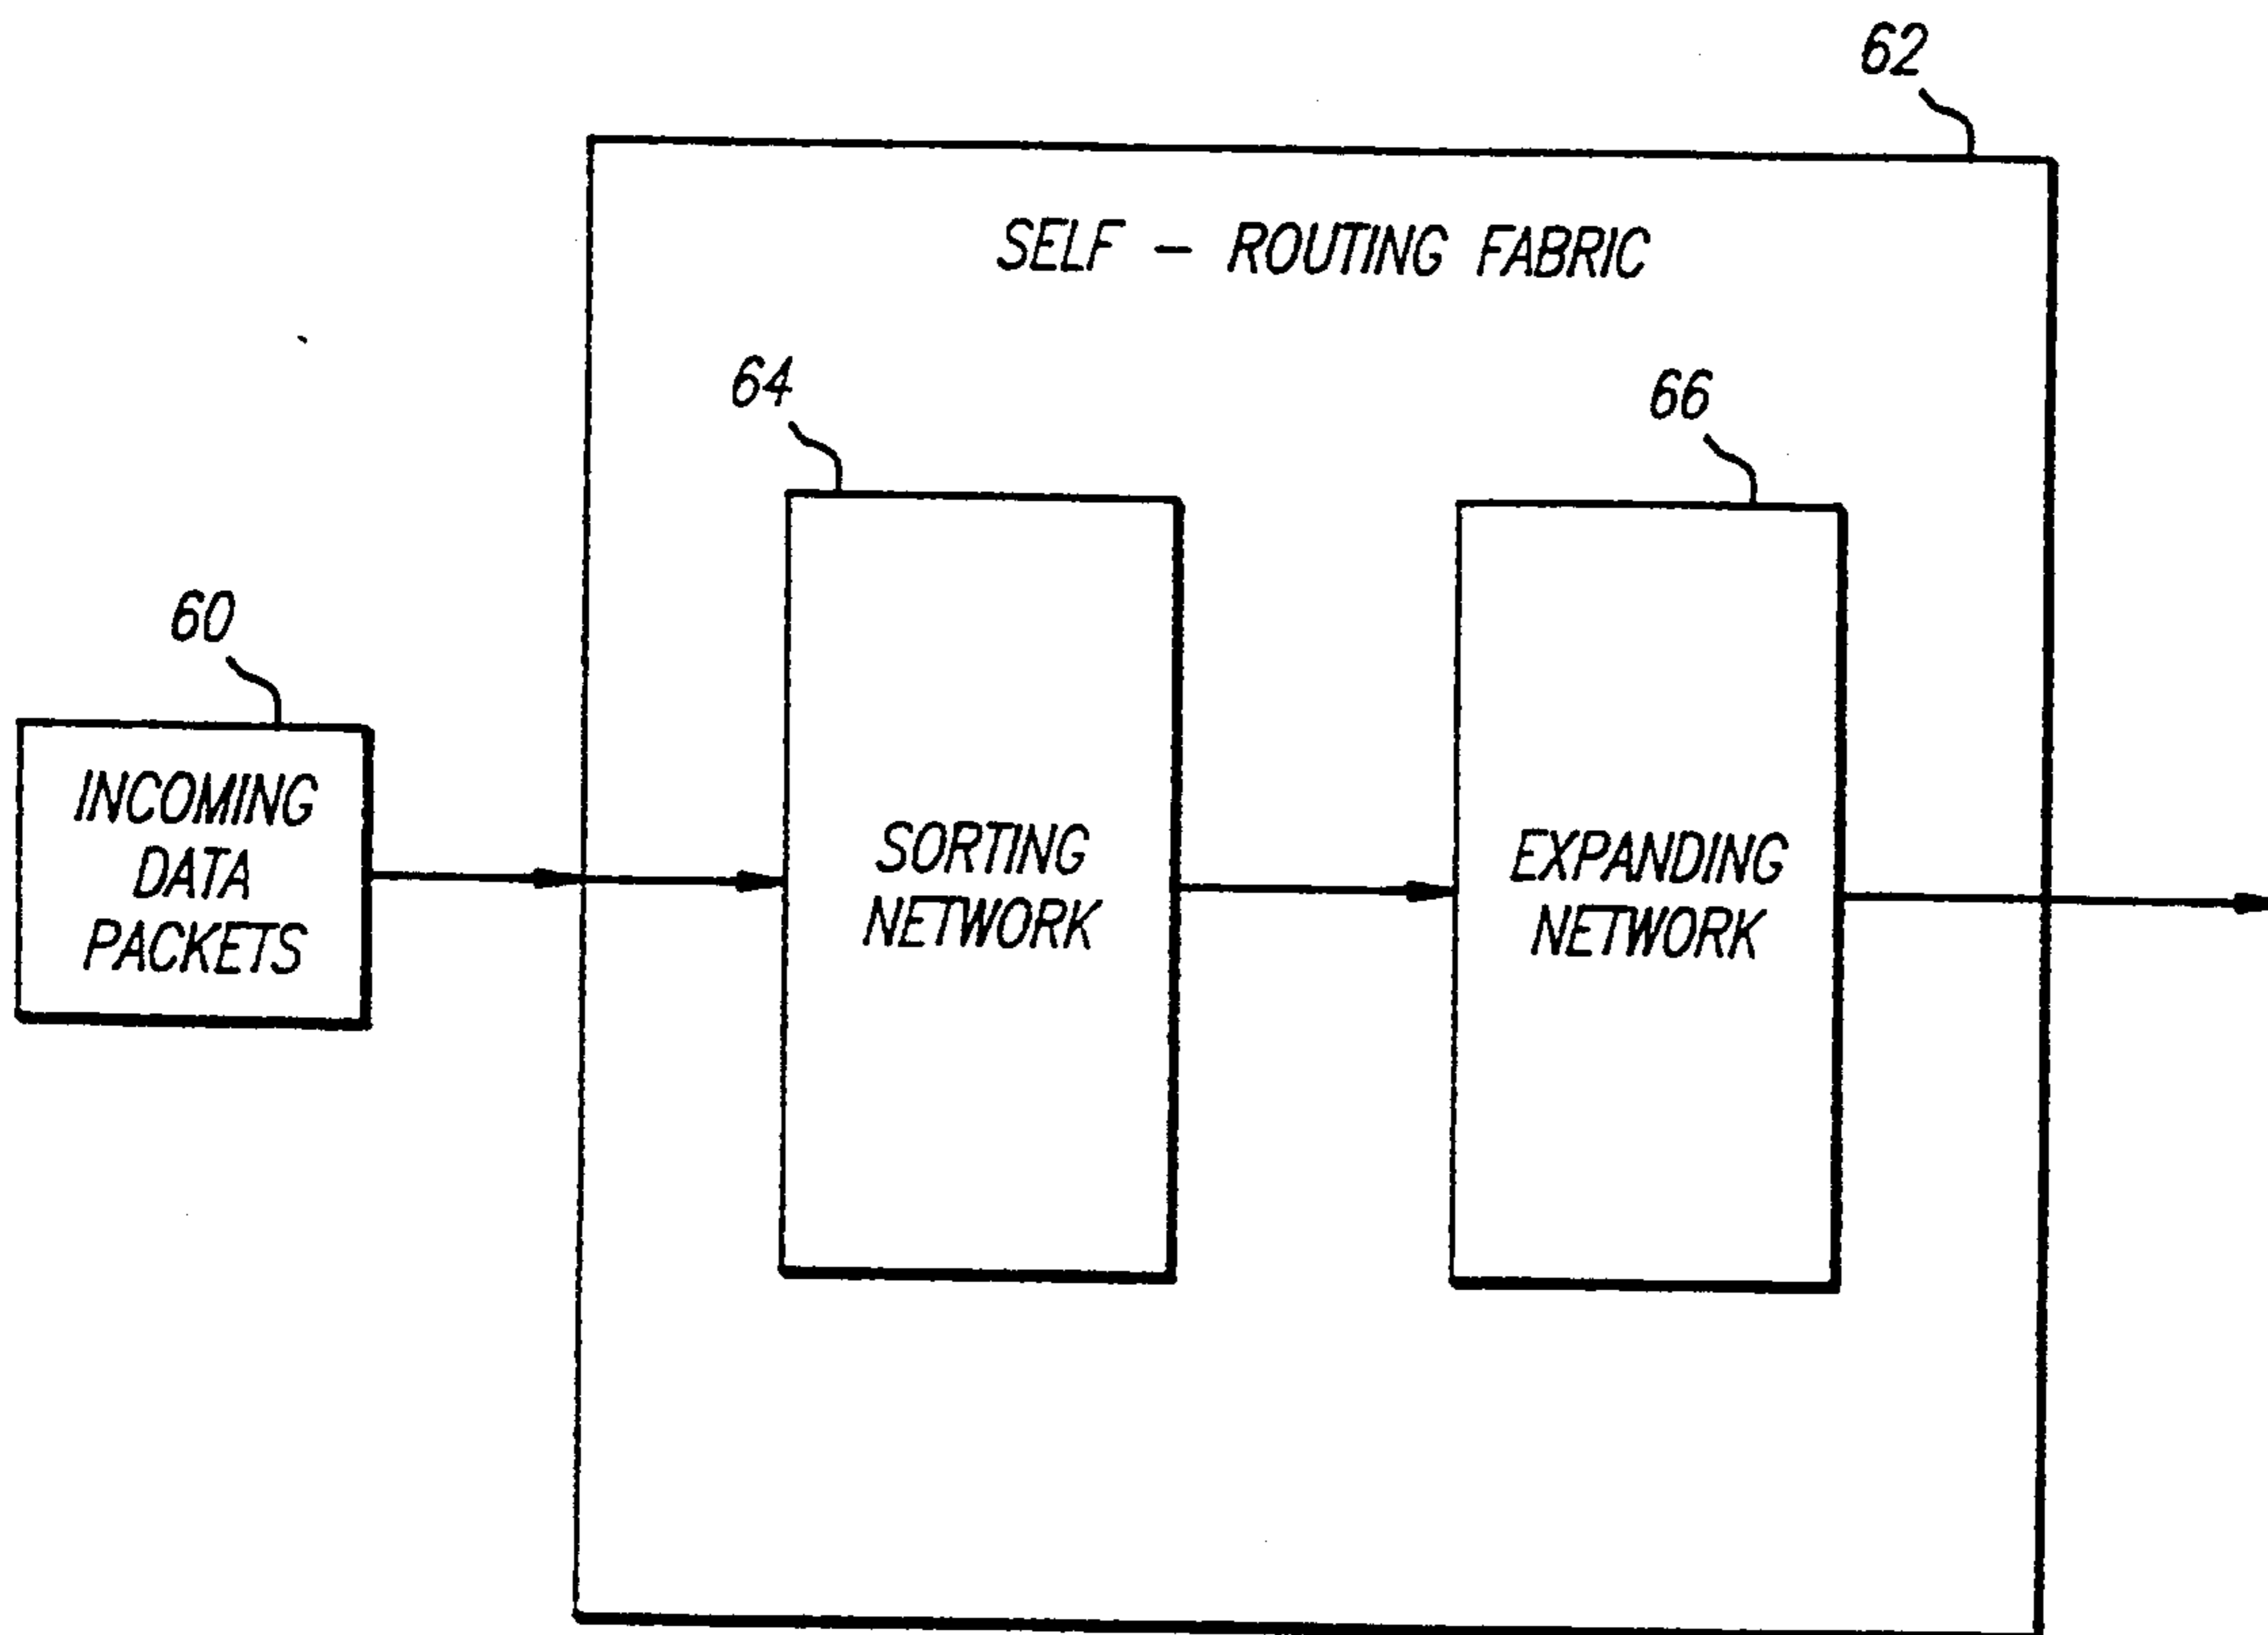 62
SELF - ROUTING FABRIC
64
66
60
INCOMING
DATA
PACKETS
SORTING
NETWORK
EXPANDING
NETWORK